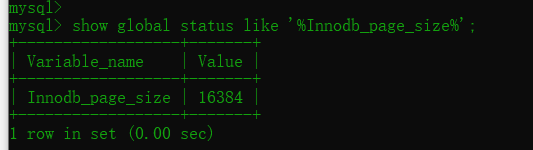 mysql>
mysql> show global status like '%Innodb_page_size%';
+------------------+-------+
| Variable_name    | Value |
+------------------+-------+
| Innodb_page_size | 16384 |
+------------------+-------+
1 row in set (0.00 sec)